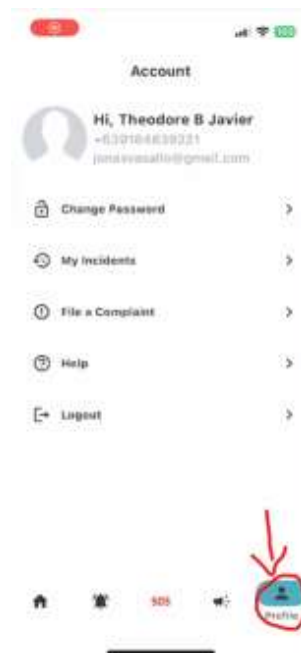 Account
Hi, Theodore B Javier
Change Password
My Incidents
File a Complaint
Help
Logout
SOS
Profile